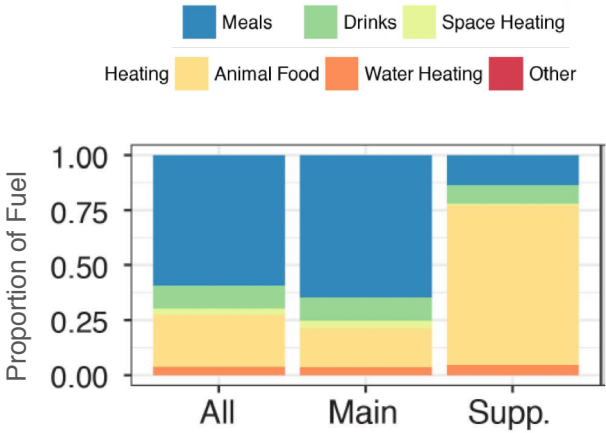 Meals Drinks Space Heating
Heating Animal Food Water Heating Other
Proportion of Fuel
1.00
0.75
0.50
0.25
0.00
All Main Supp.